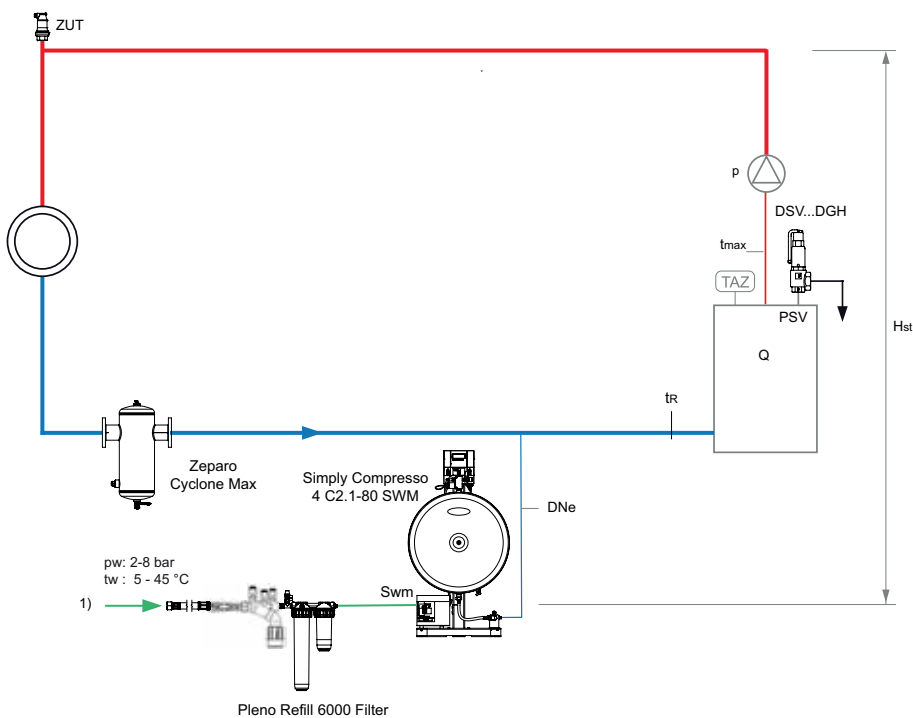 ZUT
p
DSV...DGH
tmax
TAZ
PSV
Q
Hst
tR
Zeparo
Cyclone Max
Simply Compresso
4 C2.1-80 SWM
DNe
pw: 2-8 bar
tw : 5 - 45 °C
1)
Swm
Pleno Refill 6000 Filter